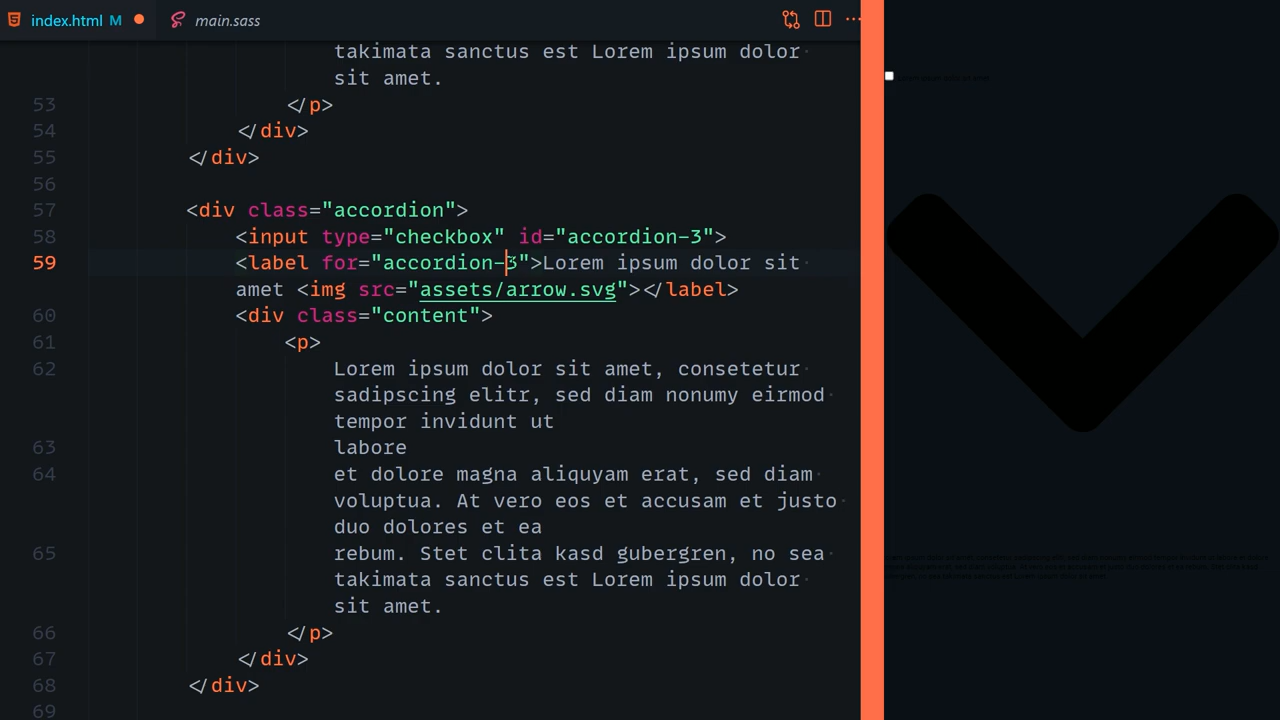 index.html M
main.sass
takimata sanctus est Lorem ipsum dolor
sit amet.
53 </p>
54 </div>
55 </div>
56
57 <div class="accordion">
58 <input type="checkbox" id="accordion-3">
59 <label for="accordion-3">Lorem ipsum dolor sit
amet <img src="assets/arrow.svg"></label>
60 <div class="content">
61 <p>
62 Lorem ipsum dolor sit amet, consetetur
sadipscing elitr, sed diam nonumy eirmod
tempor invidunt ut
63 labore
64 et dolore magna aliquyam erat, sed diam
voluptua. At vero eos et accusam et justo
duo dolores et ea
65 rebum. Stet clita kasd gubergren, no sea
takimata sanctus est Lorem ipsum dolor
sit amet.
66 </p>
67 </div>
68 </div>
69